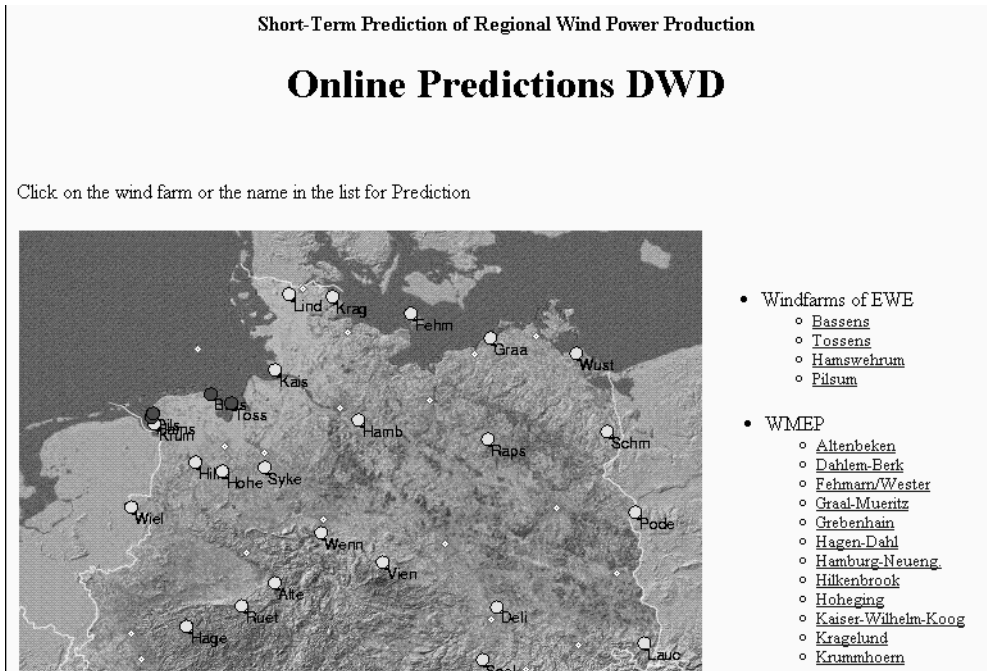 Short-Term Prediction of Regional Wind Power Production
Online Predictions DWD
Click on the wind farm or the name in the list for Prediction
Lind
Krag
Fehm
Graa
Wust
Kais
Toss
Hamb
Krum
Raps
Schm
Hohe
Syke
Wiel
Pode
Wenn
Vien
Alte
Ruet
Deli
Hage
Lauc
Windfarms of EWE
Bassens
Tossens
Hamswehrum
Pilsum
WMEP
Altenbeken
Dahlem-Berk
Fehmarn/Wester
Graal-Mueritz
Grebenhain
Hagen-Dahl
Hamburg-Neueng.
Hilkenbrook
Hoheging
Kaiser-Wilhelm-Koog
Kragelund
Krummhoern